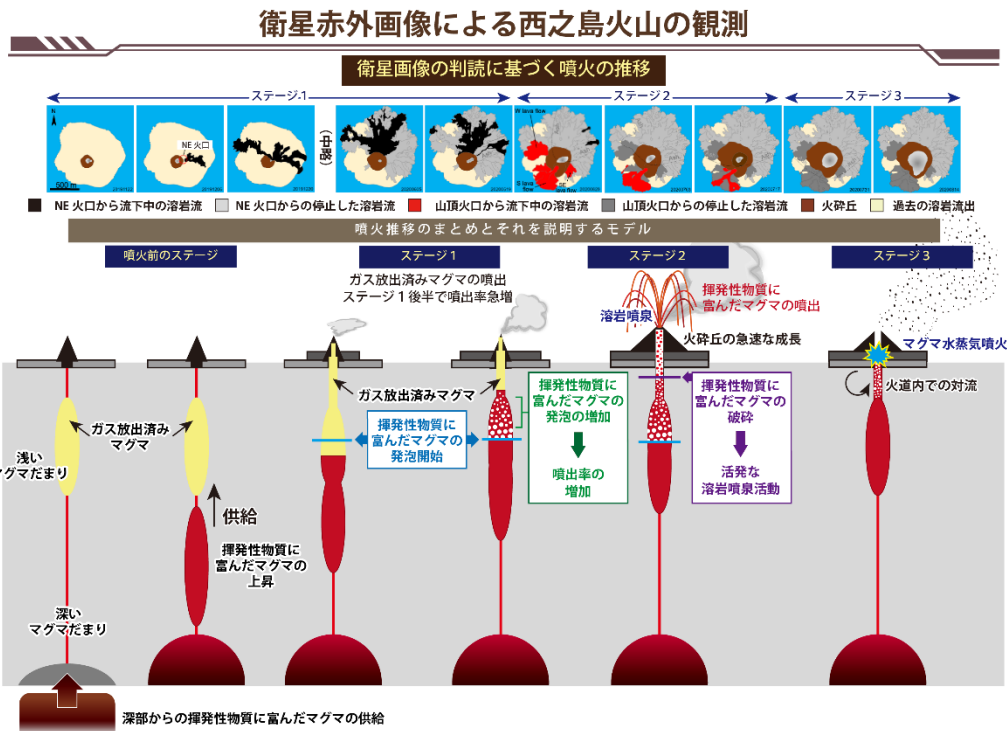 衛星赤外画像による西之島火山の観測
衛星画像の判読に基づく噴火の推移
ステージ1
ステージ2
ステージ3
N
500 m
NE 火口
(中略)
W lava flow
S lava flow
NE 火口から流下中の溶岩流
NE 火口からの停止した溶岩流
山頂火口から流下中の溶岩流
山頂火口からの停止した溶岩流
火砕丘
過去の溶岩流出
噴火推移のまとめとそれを説明するモデル
噴火前のステージ
ステージ1
ステージ2
ステージ3
ガス放出済みマグマの噴出
ステージ1後半で噴出率急増
溶岩噴泉
揮発性物質に
富んだマグマの噴出
火砕丘の急速な成長
マグマ水蒸気噴火
火道内での対流
ガス放出済み
マグマ
ガス放出済みマグマ
浅い
マグマだまり
揮発性物質に
富んだマグマの
発泡開始
揮発性物質に
富んだマグマの
発泡の増加
噴出率の
増加
揮発性物質に
富んだマグマの
破砕
活発な
溶岩噴泉活動
供給
揮発性物質に
富んだマグマの
上昇
深い
マグマだまり
深部からの揮発性物質に富んだマグマの供給